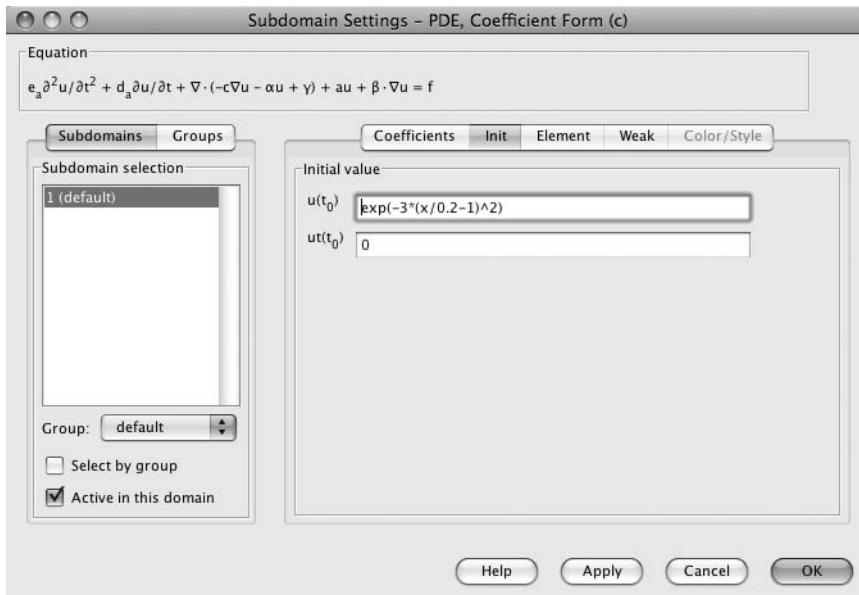 Subdomain Settings – PDE, Coefficient Form (c)
Equation
eₐ∂²u/∂t² + dₐ∂u/∂t + ∇·(-c∇u - αu + γ) + au + β·∇u = f
Subdomains Groups
Coefficients Init Element Weak Color/Style
Subdomain selection
1 (default)
Group: default
Select by group
Active in this domain
Initial value
u(t₀) exp(-3*(x/0.2-1)^2)
ut(t₀) 0
Help Apply Cancel OK